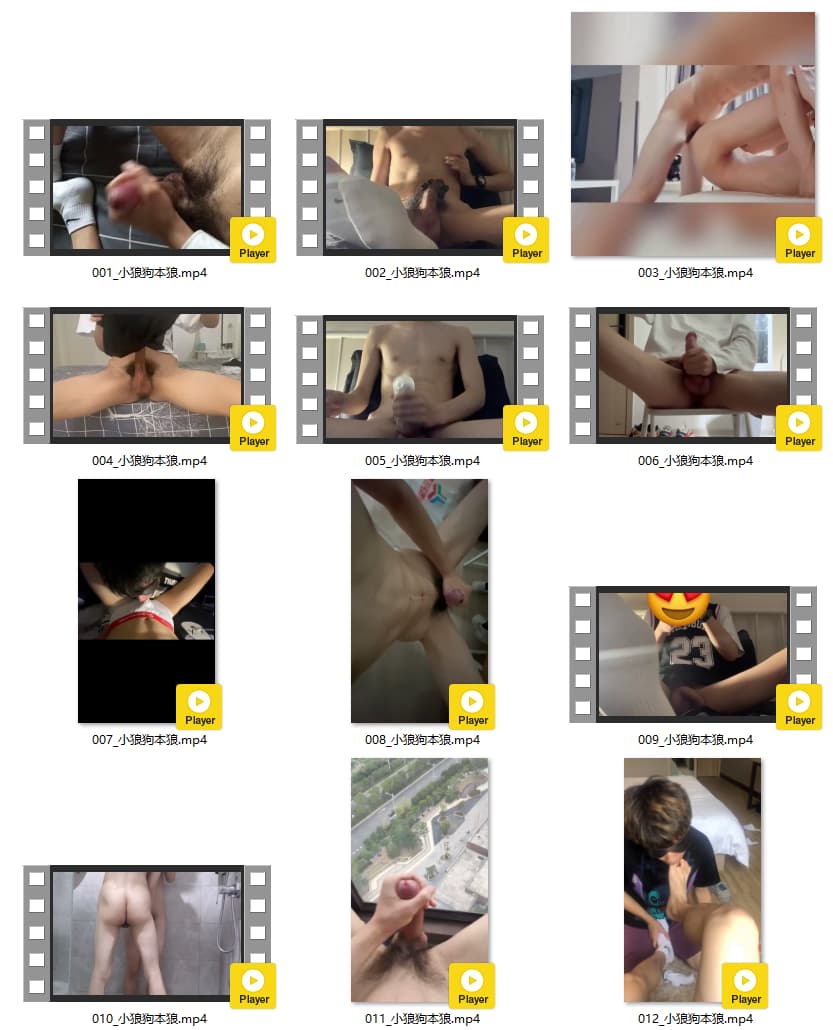 Player
001_小狼狗本狼.mp4
Player
002_小狼狗本狼.mp4
Player
003_小狼狗本狼.mp4
Player
004_小狼狗本狼.mp4
Player
005_小狼狗本狼.mp4
Player
006_小狼狗本狼.mp4
Player
007_小狼狗本狼.mp4
Player
008_小狼狗本狼.mp4
23
Player
009_小狼狗本狼.mp4
Player
010_小狼狗本狼.mp4
Player
011_小狼狗本狼.mp4
Player
012_小狼狗本狼.mp4